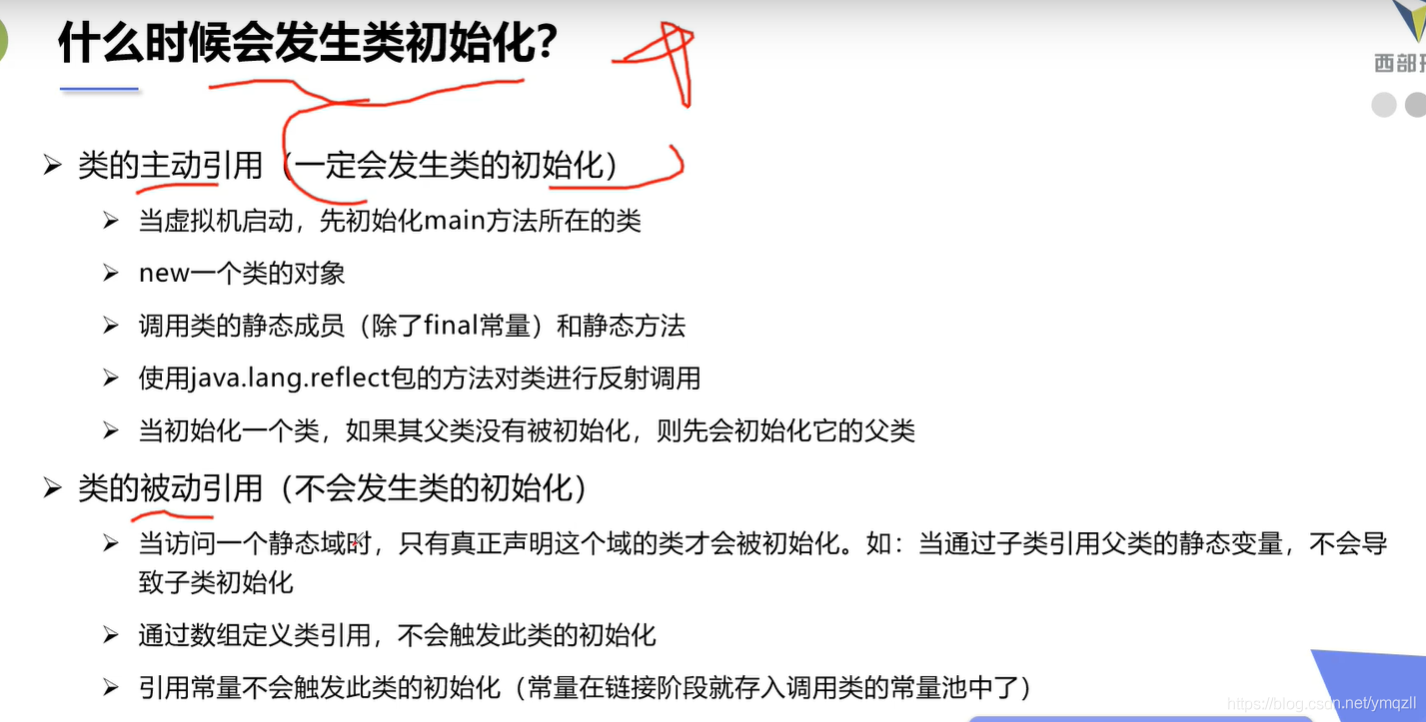 什么时候会发生类初始化？
西部开
➢ 类的主动引用（一定会发生类的初始化）
➢ 当虚拟机启动，先初始化main方法所在的类
➢ new一个类的对象
➢ 调用类的静态成员（除了final常量）和静态方法
➢ 使用java.lang.reflect包的方法对类进行反射调用
➢ 当初始化一个类，如果其父类没有被初始化，则先会初始化它的父类
➢ 类的被动引用（不会发生类的初始化）
➢ 当访问一个静态域时，只有真正声明这个域的类才会被初始化。如：当通过子类引用父类的静态变量，不会导
致子类初始化
➢ 通过数组定义类引用，不会触发此类的初始化
➢ 引用常量不会触发此类的初始化（常量在链接阶段就存入调用类的常量池中了）
https://blog.csdn.net/ymqzll